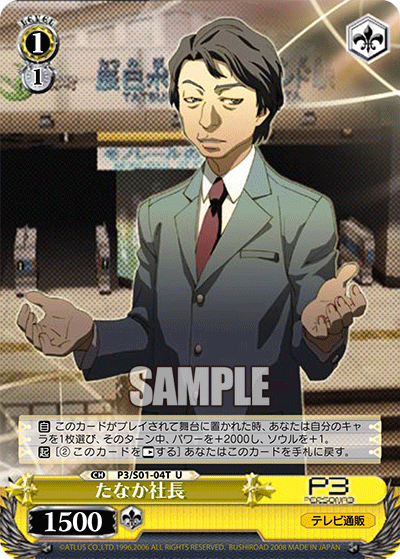 LEVEL
1
1
SAMPLE
自 このカードがプレイされて舞台に置かれた時、あなたは自分のキャ
ラを1枚選び、そのターン中、パワーを+2000し、ソウルを+1。
起 [② このカードをレストする] あなたはこのカードを手札に戻す。
CH P3/S01-04T U
たなか社長
1500
P3
PERSONA3
テレビ通販
©ATLUS CO.,LTD.1996,2006 ALL RIGHTS RESERVED. BUSHIROAD 2008 MADE IN JAPAN